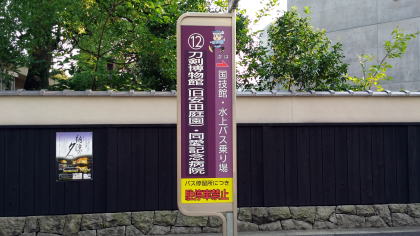 ⑫
刀剣博物館(旧安田庭園)・同愛記念病院
国技館・水上バス乗り場
バス停留所につき
駐停車禁止